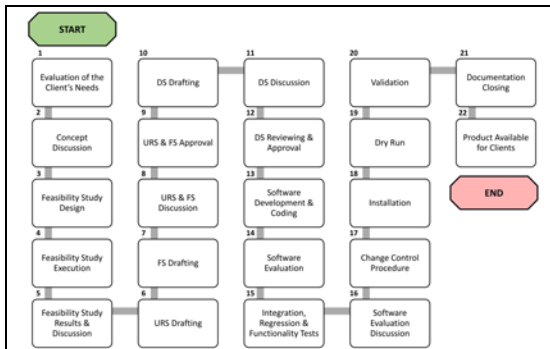 START
1
Evaluation of the
Client's Needs
2
Concept
Discussion
3
Feasibility Study
Design
4
Feasibility Study
Execution
5
Feasibility Study
Results &
Discussion
6
URS Drafting
7
FS Drafting
8
URS & FS
Discussion
9
URS & FS Approval
10
DS Drafting
11
DS Discussion
12
DS Reviewing &
Approval
13
Software
Development &
Coding
14
Software
Evaluation
15
Integration,
Regression &
Functionality Tests
16
Software
Evaluation
Discussion
17
Change Control
Procedure
18
Installation
19
Dry Run
20
Validation
21
Documentation
Closing
22
Product Available
for Clients
END